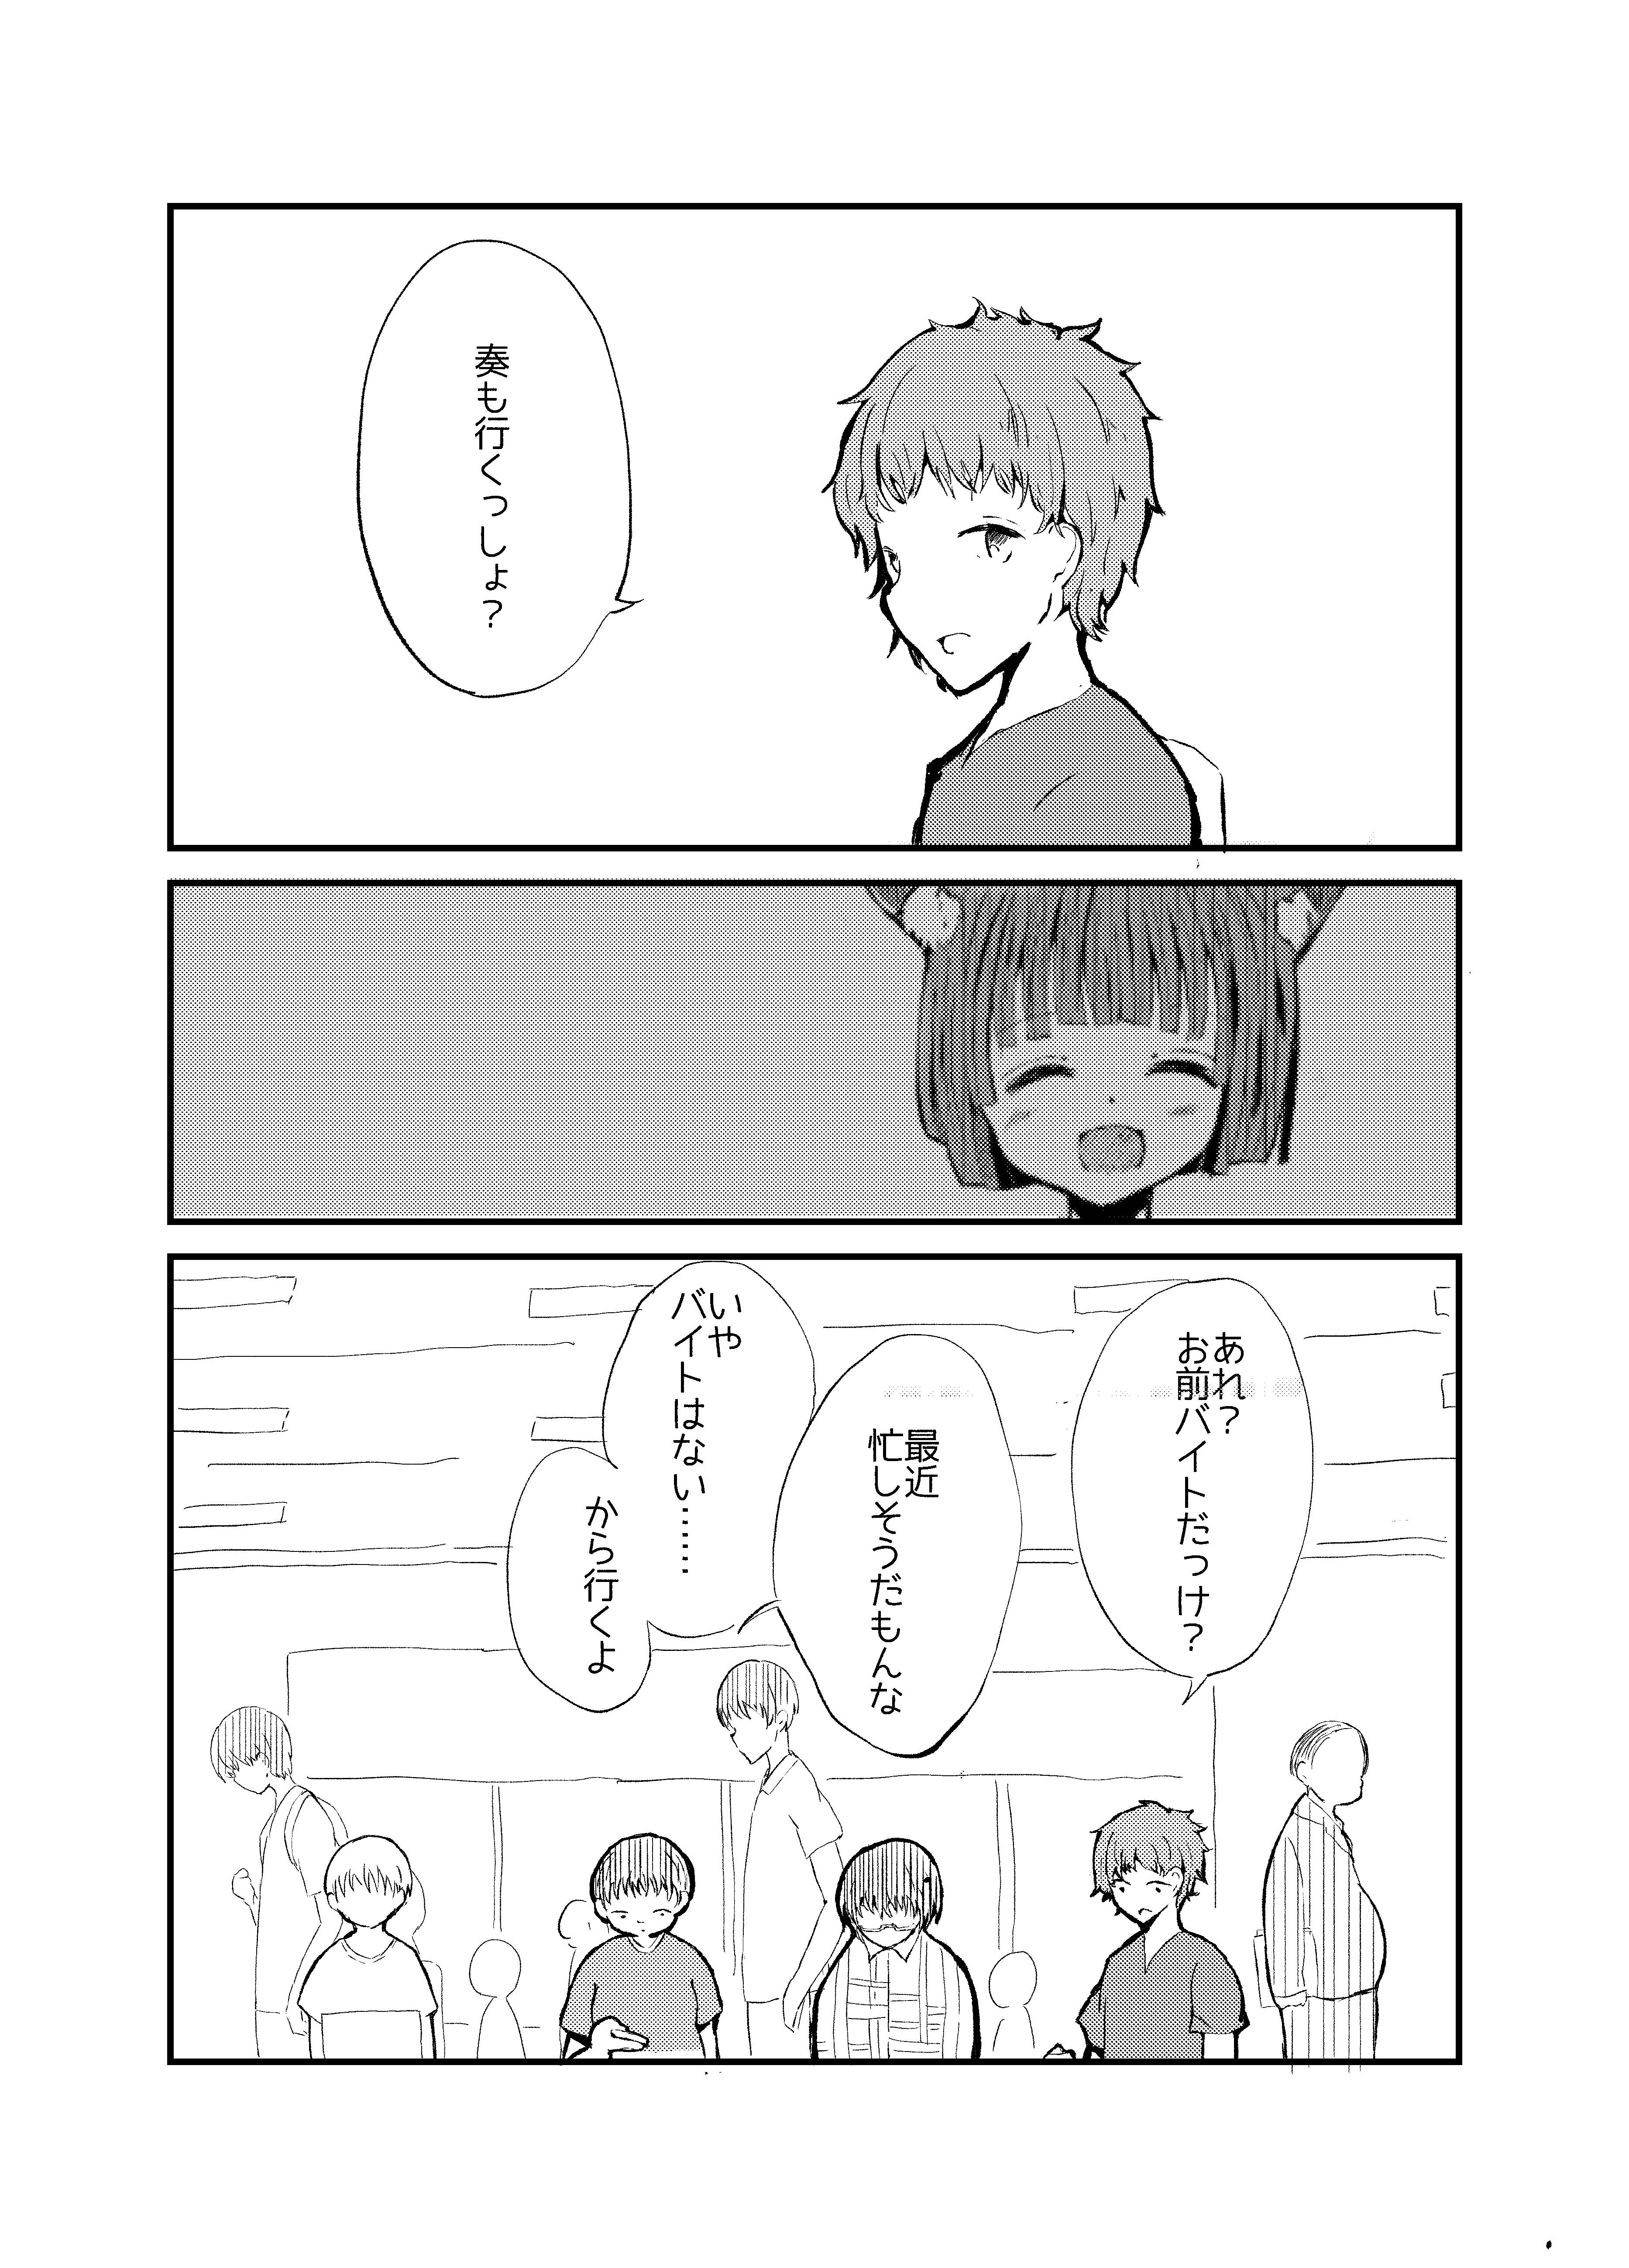 奏も行くっしょ？
あれ？
お前バイトだっけ？
最近
忙しそうだもんな
いや
バイトはない……
から行くよ